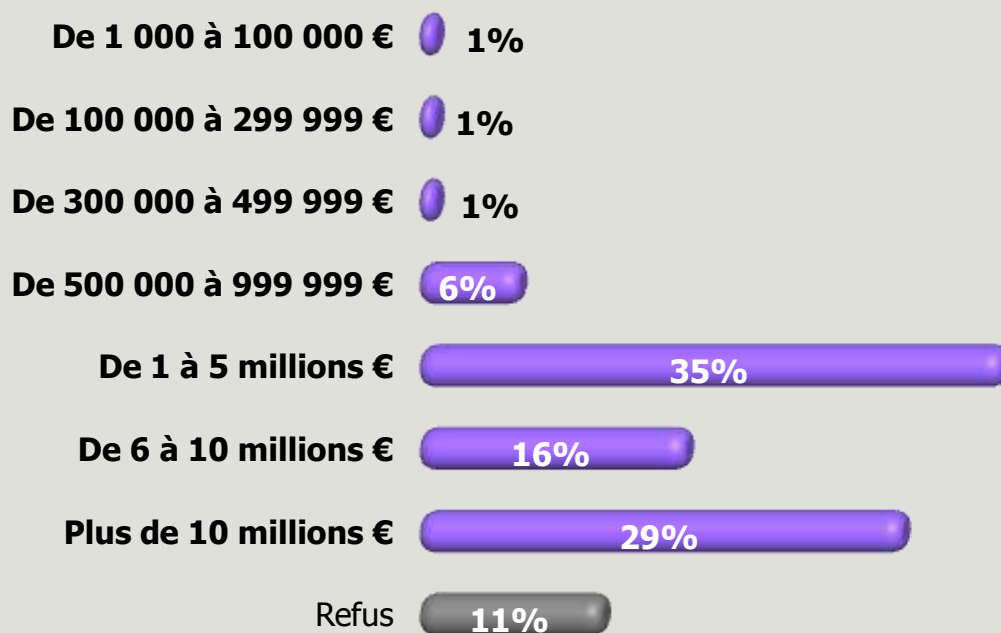 De 1 000 à 100 000 € 1%
De 100 000 à 299 999 € 1%
De 300 000 à 499 999 € 1%
De 500 000 à 999 999 € 6%
De 1 à 5 millions € 35%
De 6 à 10 millions € 16%
Plus de 10 millions € 29%
Refus 11%